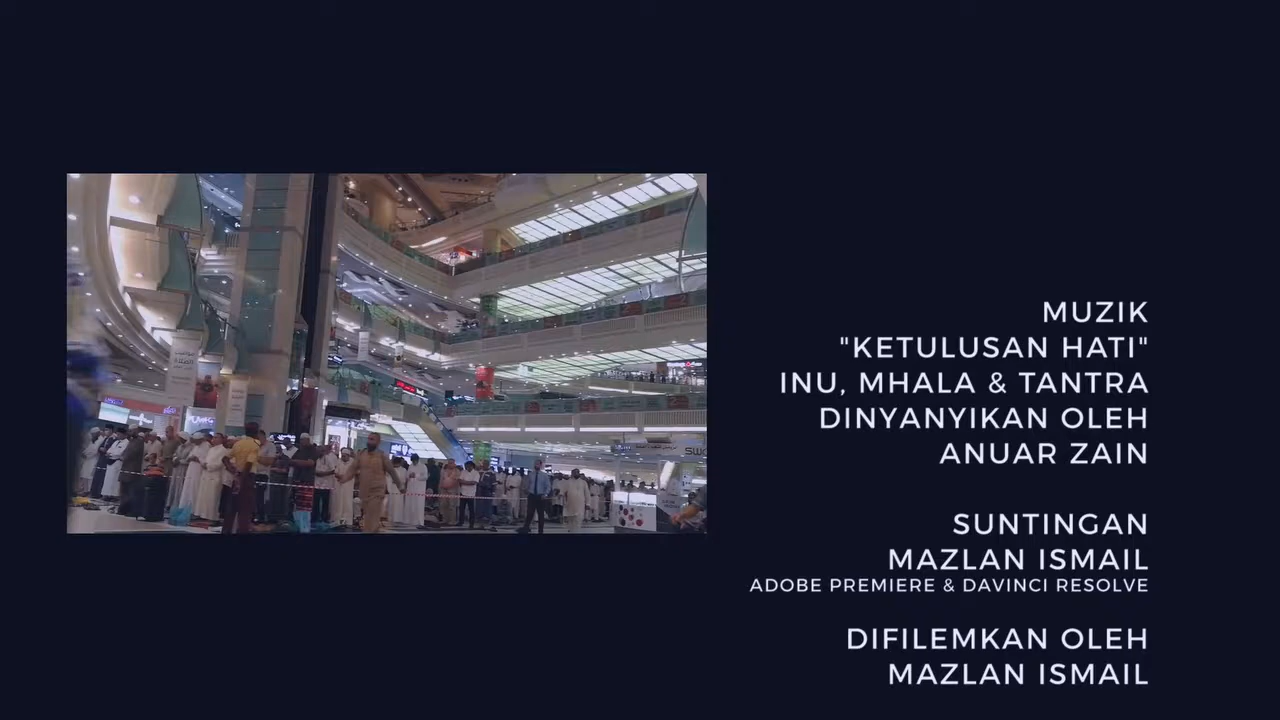 MUZIK
"KETULUSAN HATI"
INU, MHALA & TANTRA
DINYANYIKAN OLEH
ANUAR ZAIN
SUNTINGAN
MAZLAN ISMAIL
ADOBE PREMIERE & DAVINCI RESOLVE
DIFILEMKAN OLEH
MAZLAN ISMAIL